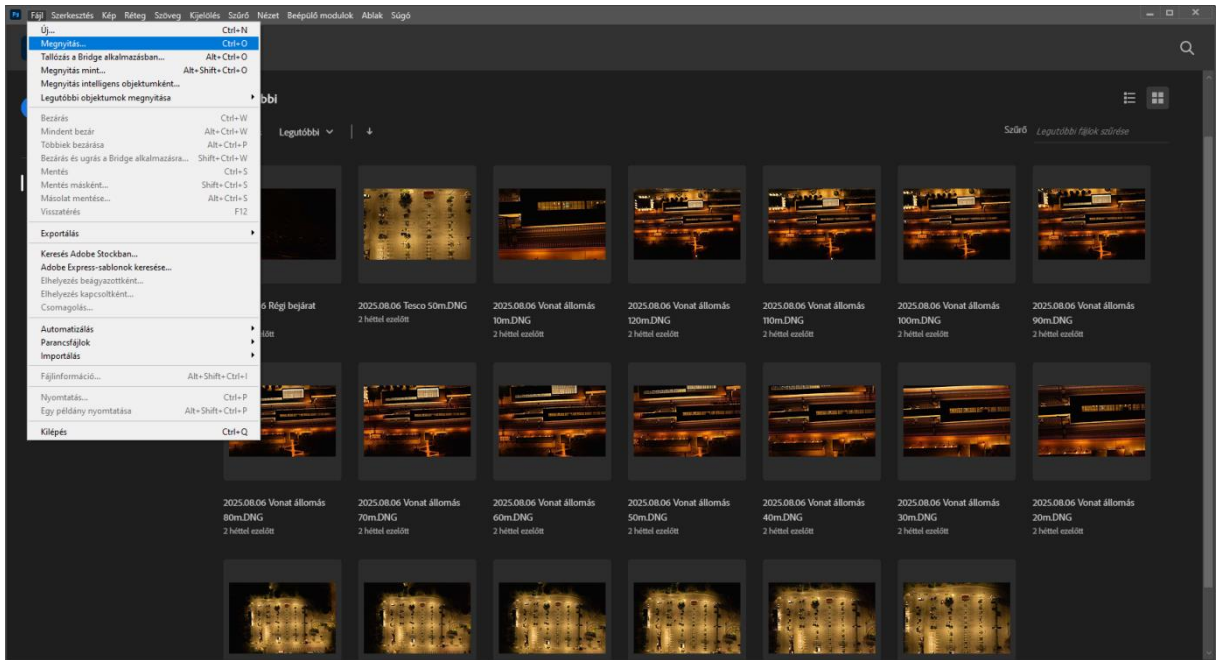 Ps Fájl Szerkesztés Kép Réteg Szöveg Kijelölés Szűrő Nézet Beépülő modulok Ablak Súgó
Új... Ctrl+N
Megnyitás... Ctrl+O
Tallózás a Bridge alkalmazásban... Alt+Ctrl+O
Megnyitás mint... Alt+Shift+Ctrl+O
Megnyitás intelligens objektumként...
Legutóbbi objektumok megnyitása
Bezárás Ctrl+W
Mindent bezár Alt+Ctrl+W
Többiek bezárása Alt+Ctrl+P
Bezárás és ugrás a Bridge alkalmazásra... Shift+Ctrl+W
Mentés Ctrl+S
Mentés másként... Shift+Ctrl+S
Másolat mentése... Alt+Ctrl+S
Visszatérés F12
Exportálás
Keresés Adobe Stockban...
Adobe Express-sablonok keresése...
Elhelyezés beágyazottként...
Elhelyezés kapcsoltként...
Csomagolás...
Automatizálás
Parancsfájlok
Importálás
Fájlinformáció... Alt+Shift+Ctrl+I
Nyomtatás... Ctrl+P
Egy példány nyomtatása Alt+Shift+Ctrl+P
Kilépés Ctrl+Q
bbi
Legutóbbi
Szűrő Legutóbbi fájlok szűrése
6 Régi bejárat
2025.08.06 Tesco 50m.DNG
2 héttel ezelőtt
2025.08.06 Vonat állomás
10m.DNG
2 héttel ezelőtt
2025.08.06 Vonat állomás
120m.DNG
2 héttel ezelőtt
2025.08.06 Vonat állomás
110m.DNG
2 héttel ezelőtt
2025.08.06 Vonat állomás
100m.DNG
2 héttel ezelőtt
2025.08.06 Vonat állomás
90m.DNG
2 héttel ezelőtt
2025.08.06 Vonat állomás
80m.DNG
2 héttel ezelőtt
2025.08.06 Vonat állomás
70m.DNG
2 héttel ezelőtt
2025.08.06 Vonat állomás
60m.DNG
2 héttel ezelőtt
2025.08.06 Vonat állomás
50m.DNG
2 héttel ezelőtt
2025.08.06 Vonat állomás
40m.DNG
2 héttel ezelőtt
2025.08.06 Vonat állomás
30m.DNG
2 héttel ezelőtt
2025.08.06 Vonat állomás
20m.DNG
2 héttel ezelőtt